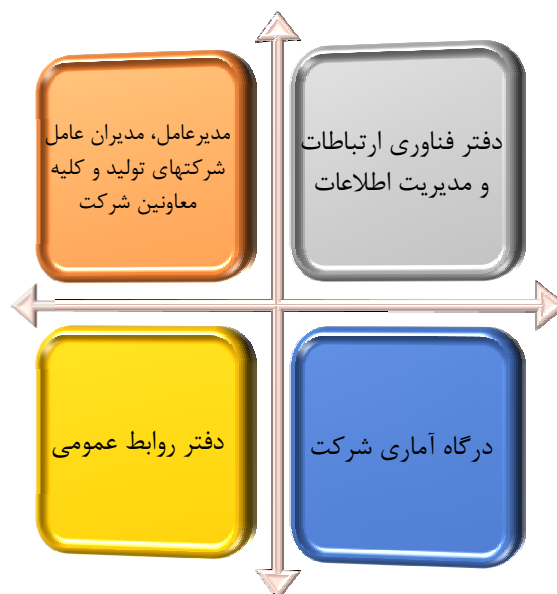 دفتر فناوری ارتباطات
و مدیریت اطلاعات
مدیرعامل، مدیران عامل
شرکتهای تولید و کلیه
معاونین شرکت
درگاه آماری شرکت
دفتر روابط عمومی